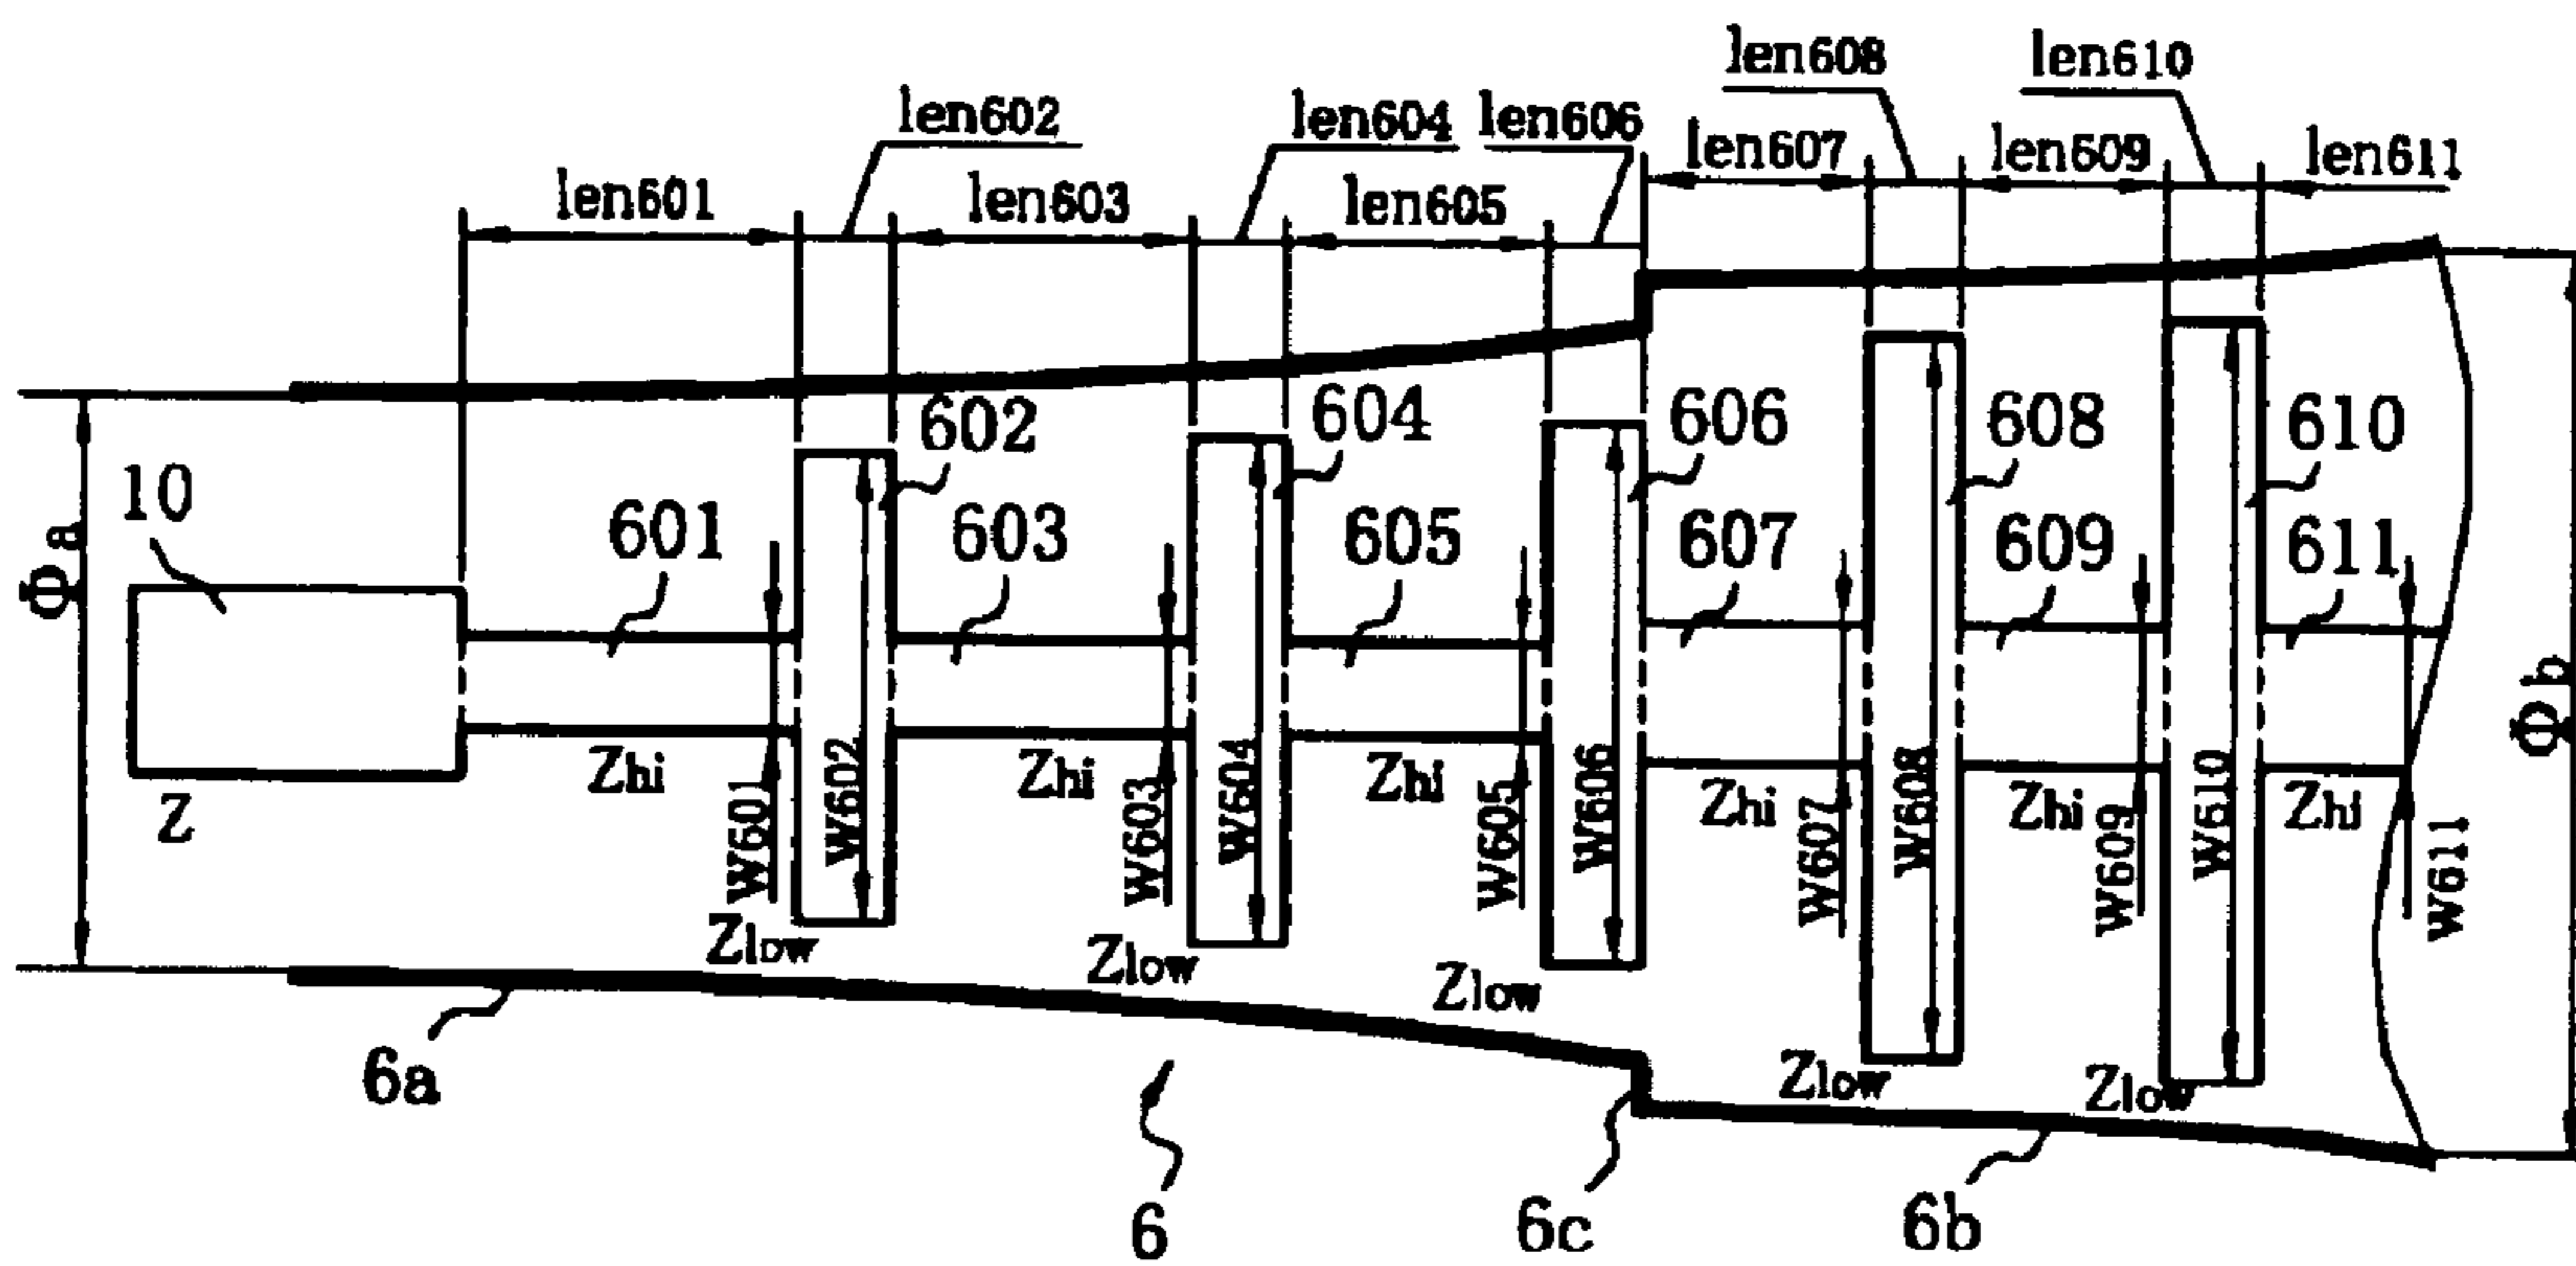 len608 len610
len602 len604 len606
len607 len609 len611
len601 len603 len605
602 604 606 608 610
10 601 603 605 607 609 611
Φa Φb
Z Zhi Zhi Zhi Zhi Zhi Zhi
W601 W602 W603 W604 W605 W606 W607 W608 W609 W610 W611
Zlow Zlow Zlow Zlow Zlow
6a 6 6c 6b